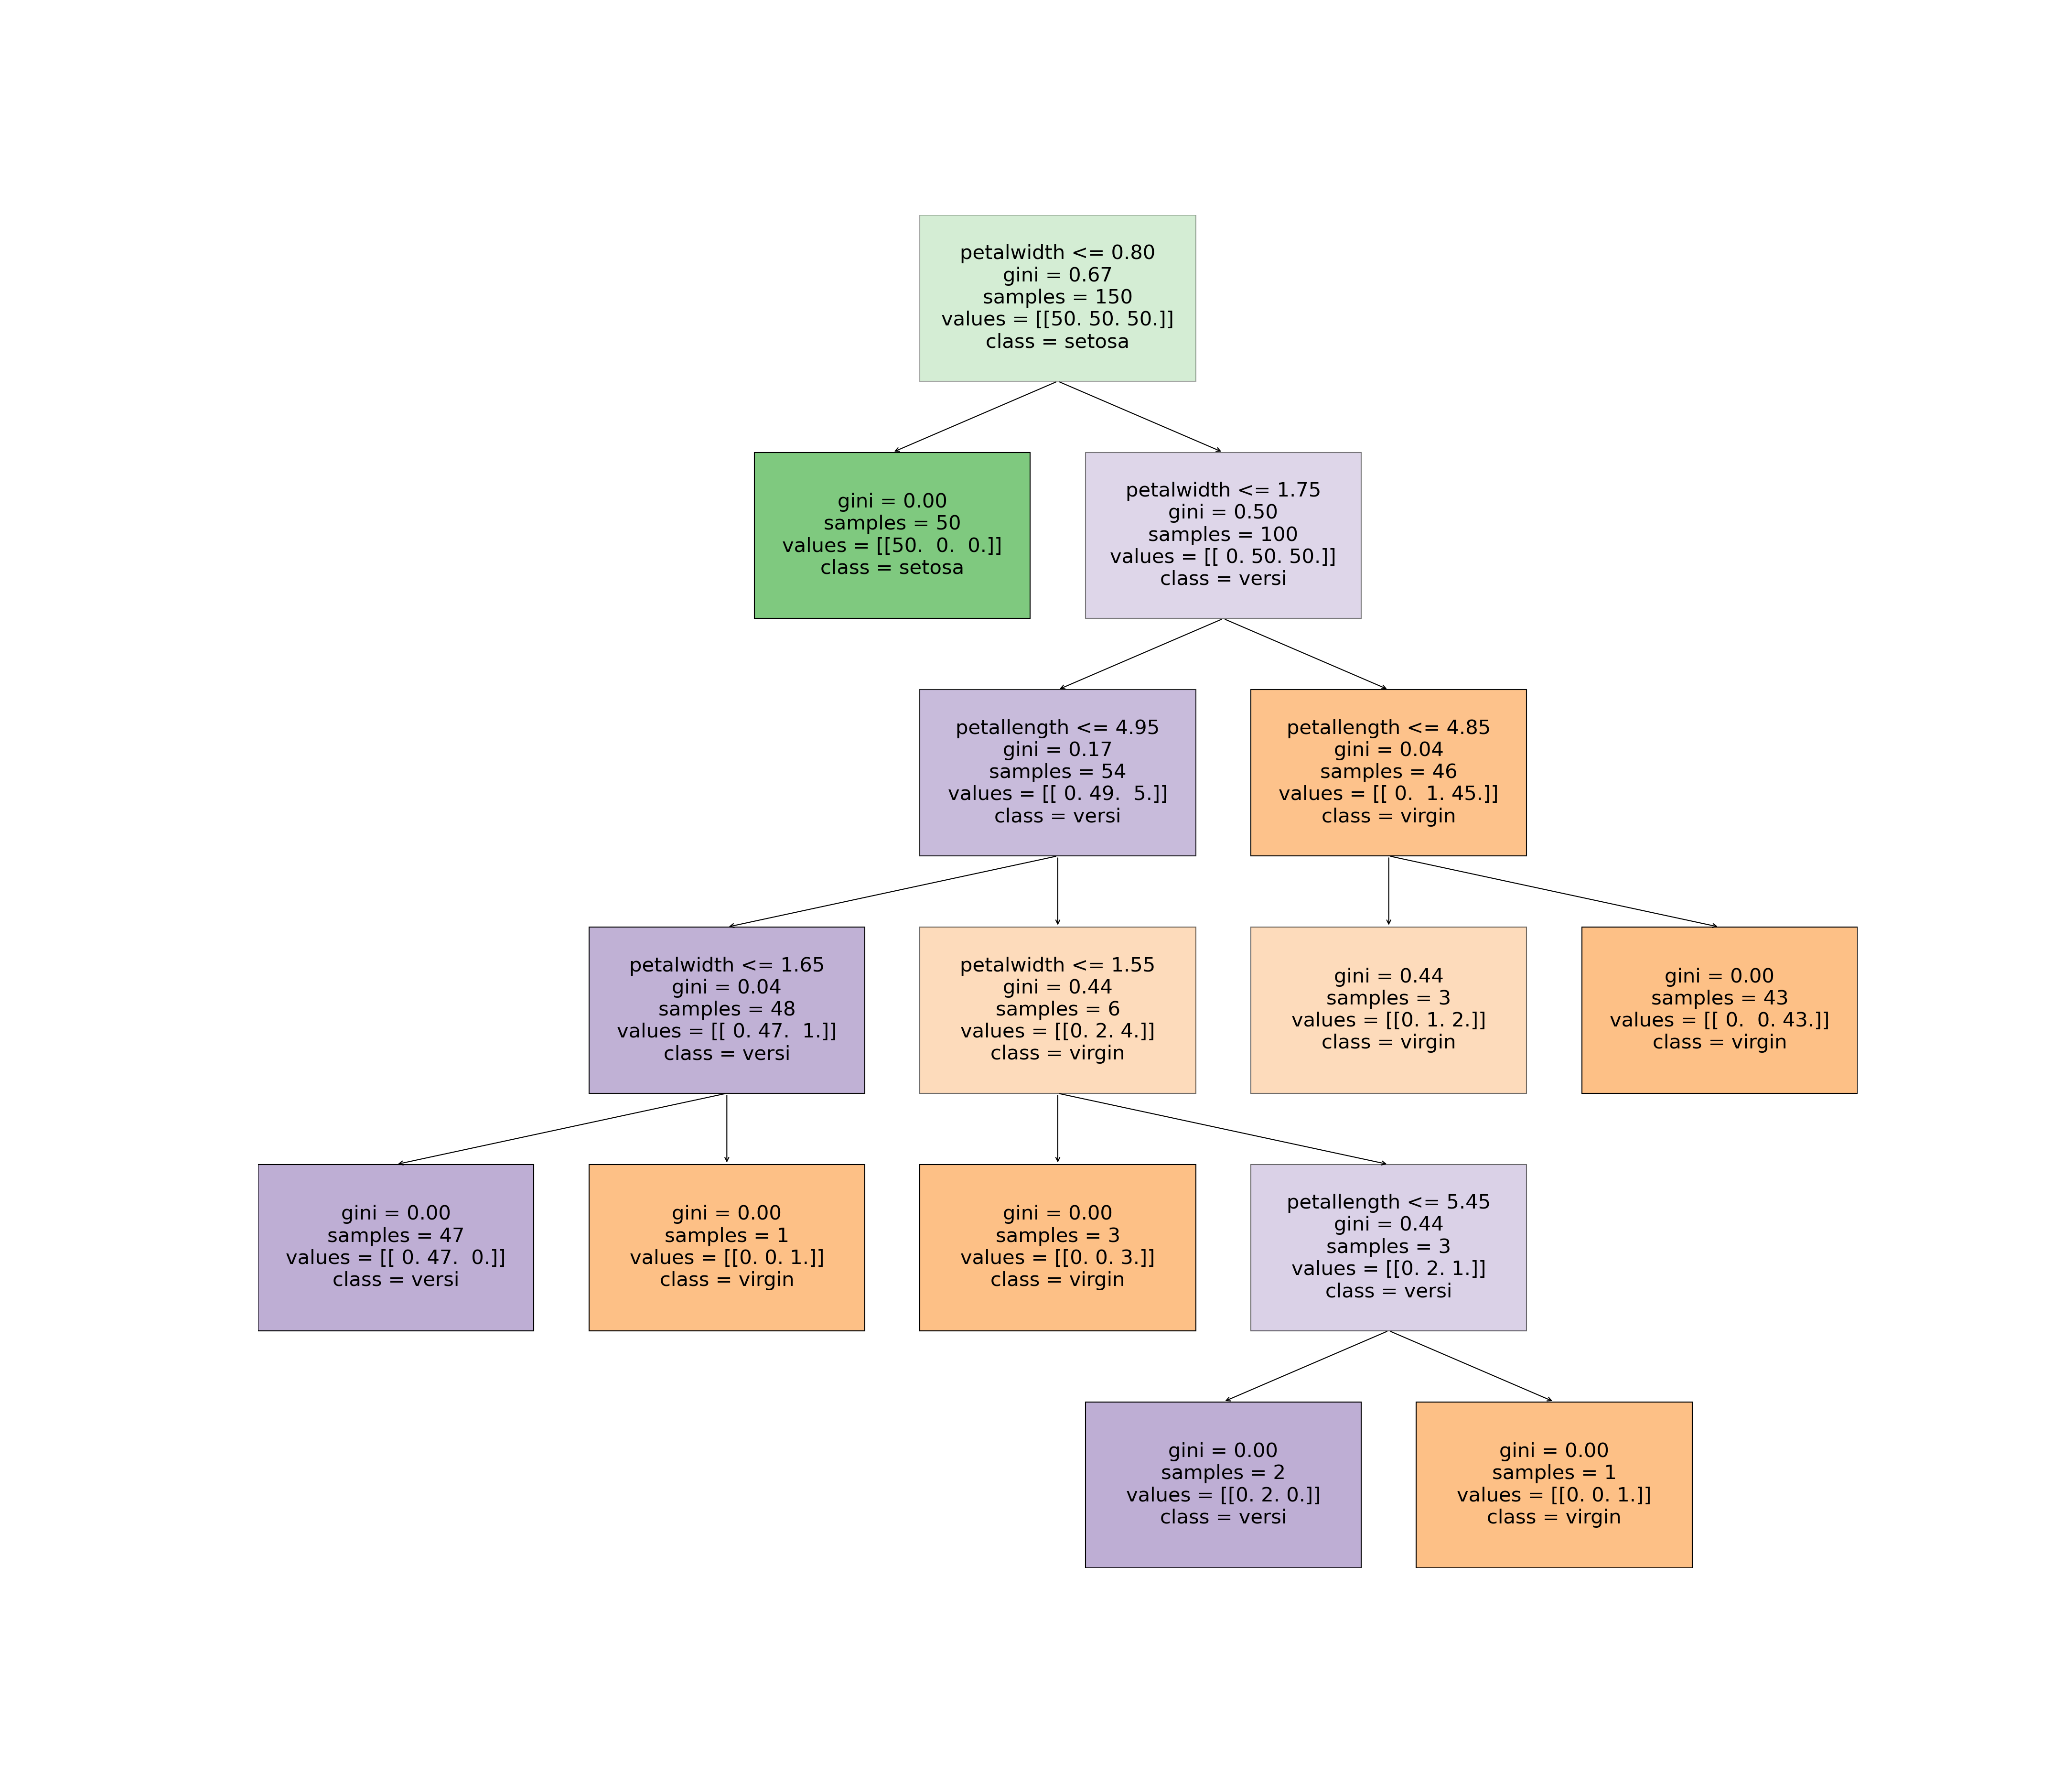 petalwidth <= 0.80
gini = 0.67
samples = 150
values = [[50. 50. 50.]]
class = setosa
gini = 0.00
samples = 50
values = [[50.  0.  0.]]
class = setosa
petalwidth <= 1.75
gini = 0.50
samples = 100
values = [[ 0. 50. 50.]]
class = versi
petallength <= 4.95
gini = 0.17
samples = 54
values = [[ 0. 49.  5.]]
class = versi
petallength <= 4.85
gini = 0.04
samples = 46
values = [[ 0.  1. 45.]]
class = virgin
petalwidth <= 1.65
gini = 0.04
samples = 48
values = [[ 0. 47.  1.]]
class = versi
petalwidth <= 1.55
gini = 0.44
samples = 6
values = [[0. 2. 4.]]
class = virgin
gini = 0.44
samples = 3
values = [[0. 1. 2.]]
class = virgin
gini = 0.00
samples = 43
values = [[ 0.  0. 43.]]
class = virgin
gini = 0.00
samples = 47
values = [[ 0. 47.  0.]]
class = versi
gini = 0.00
samples = 1
values = [[0. 0. 1.]]
class = virgin
gini = 0.00
samples = 3
values = [[0. 0. 3.]]
class = virgin
petallength <= 5.45
gini = 0.44
samples = 3
values = [[0. 2. 1.]]
class = versi
gini = 0.00
samples = 2
values = [[0. 2. 0.]]
class = versi
gini = 0.00
samples = 1
values = [[0. 0. 1.]]
class = virgin